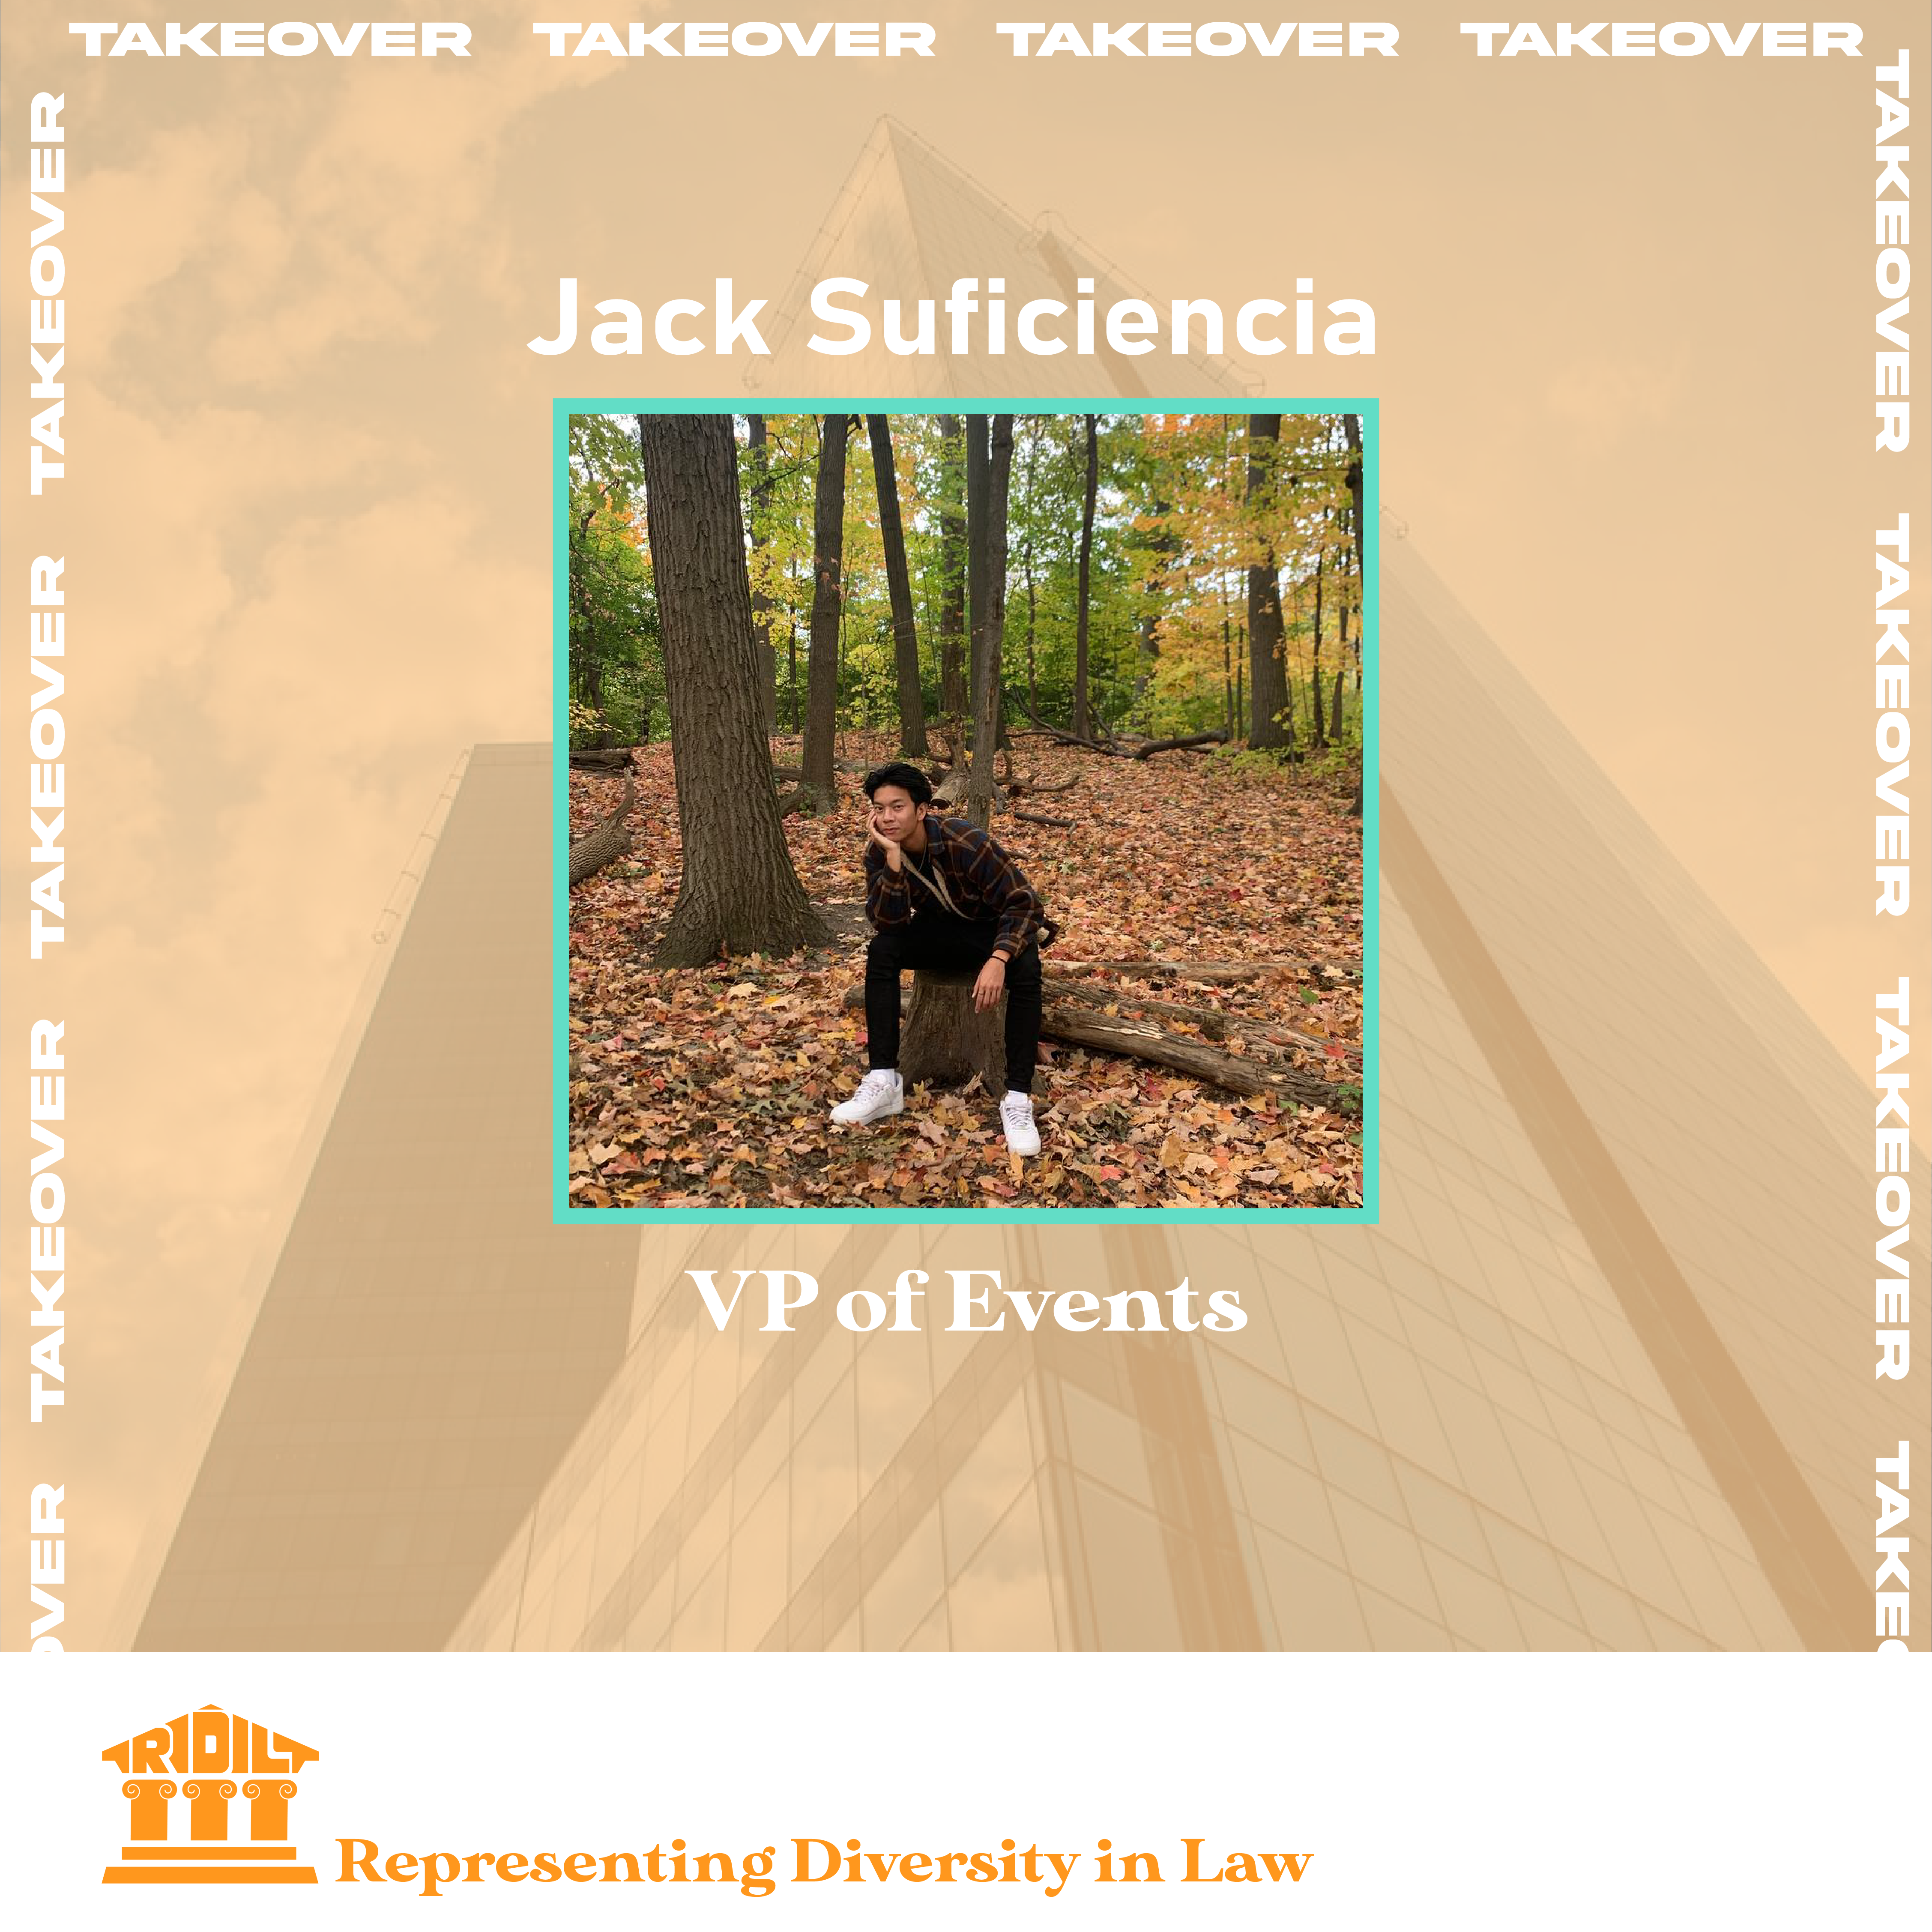 TAKEOVER TAKEOVER TAKEOVER TAKEOVER
TAKEOVER
TAKEOVER
TAKEOVER
OVER
TAKEOVER
TAKEOVER
TAKEOVER
TAKEO
Jack Suficiencia
VP of Events
RDIL
Representing Diversity in Law